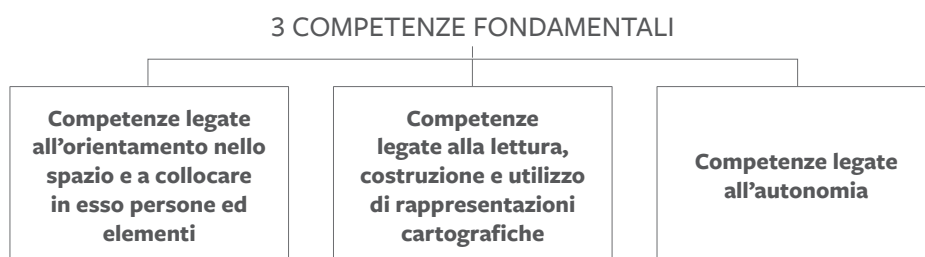 3 COMPETENZE FONDAMENTALI
Competenze legate
all’orientamento nello
spazio e a collocare
in esso persone ed
elementi
Competenze
legate alla lettura,
costruzione e utilizzo
di rappresentazioni
cartografiche
Competenze legate
all’autonomia